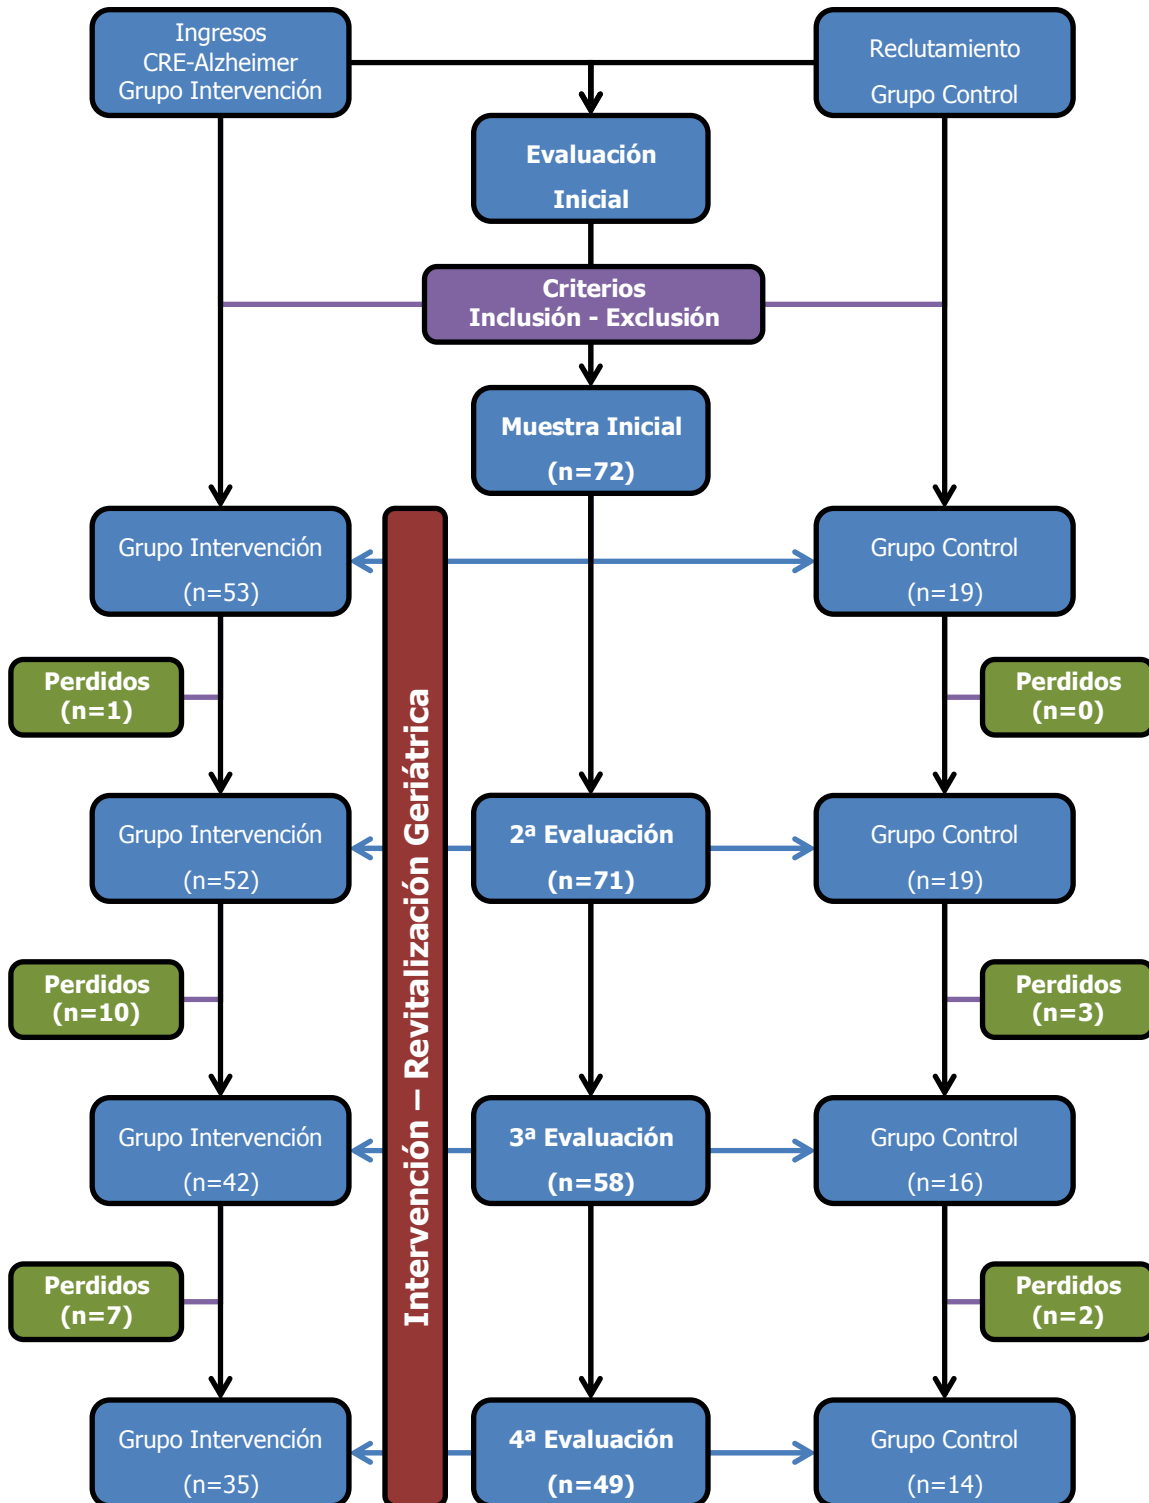 Ingresos
CRE-Alzheimer
Grupo Intervención
Reclutamiento
Grupo Control
Evaluación
Inicial
Criterios
Inclusión - Exclusión
Muestra Inicial
(n=72)
Grupo Intervención
(n=53)
Grupo Control
(n=19)
Intervención – Revitalización Geriátrica
Perdidos
(n=1)
Perdidos
(n=0)
Grupo Intervención
(n=52)
2ª Evaluación
(n=71)
Grupo Control
(n=19)
Perdidos
(n=10)
Perdidos
(n=3)
Grupo Intervención
(n=42)
3ª Evaluación
(n=58)
Grupo Control
(n=16)
Perdidos
(n=7)
Perdidos
(n=2)
Grupo Intervención
(n=35)
4ª Evaluación
(n=49)
Grupo Control
(n=14)